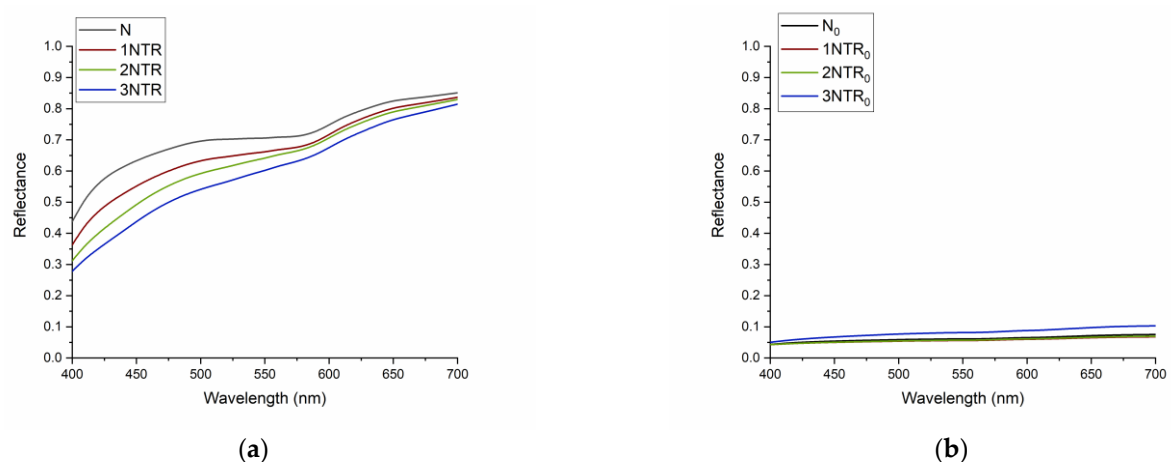 N
1NTR
2NTR
3NTR
1.0
0.9
0.8
0.7
0.6
0.5
0.4
0.3
0.2
0.1
0.0
Reflectance
400 450 500 550 600 650 700
Wavelength (nm)
(a)
N₀
1NTR₀
2NTR₀
3NTR₀
1.0
0.9
0.8
0.7
0.6
0.5
0.4
0.3
0.2
0.1
0.0
Reflectance
400 450 500 550 600 650 700
Wavelength (nm)
(b)